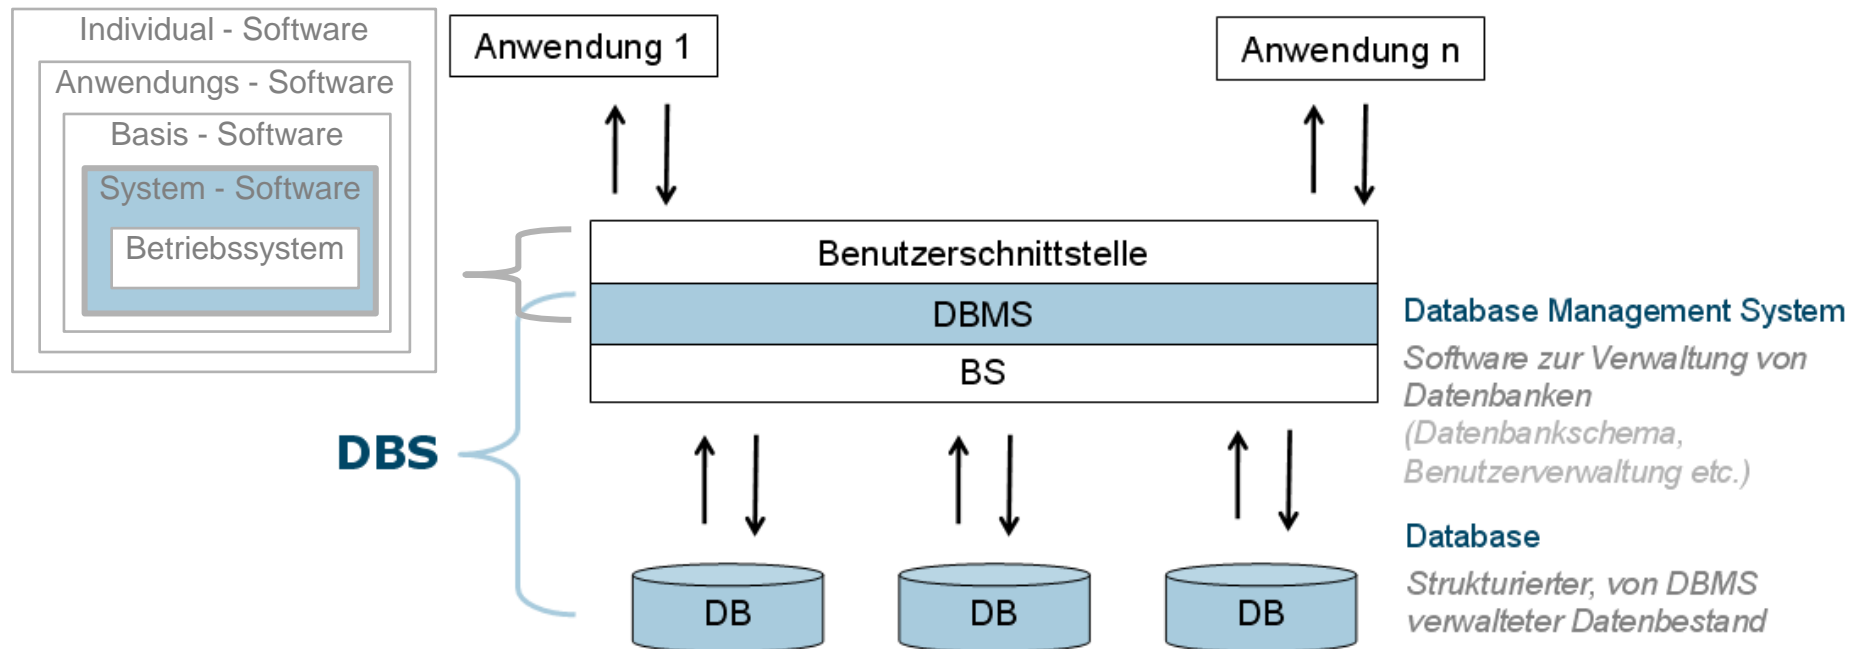 Individual - Software
Anwendungs - Software
Basis - Software
System - Software
Betriebssystem
Anwendung 1
Anwendung n
Benutzerschnittstelle
DBMS
BS
DBS
DB
DB
DB
Database Management System
Software zur Verwaltung von
Datenbanken
(Datenbankschema,
Benutzerverwaltung etc.)
Database
Strukturierter, von DBMS
verwalteter Datenbestand